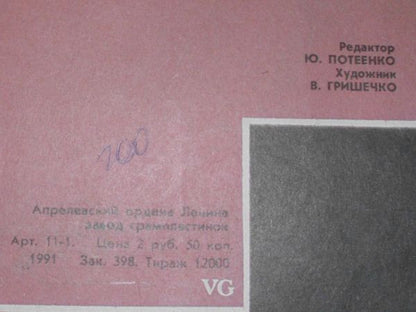 Редактор
Ю. ПОТЕЕНКО
Художник
В. ГРИШЕЧКО
100
Апрелевский ордена Ленина
завод грампластинок
Арт. 11-1. Цена 2 руб. 50 коп.
1991 Зак. 398. Тираж 12000
VG